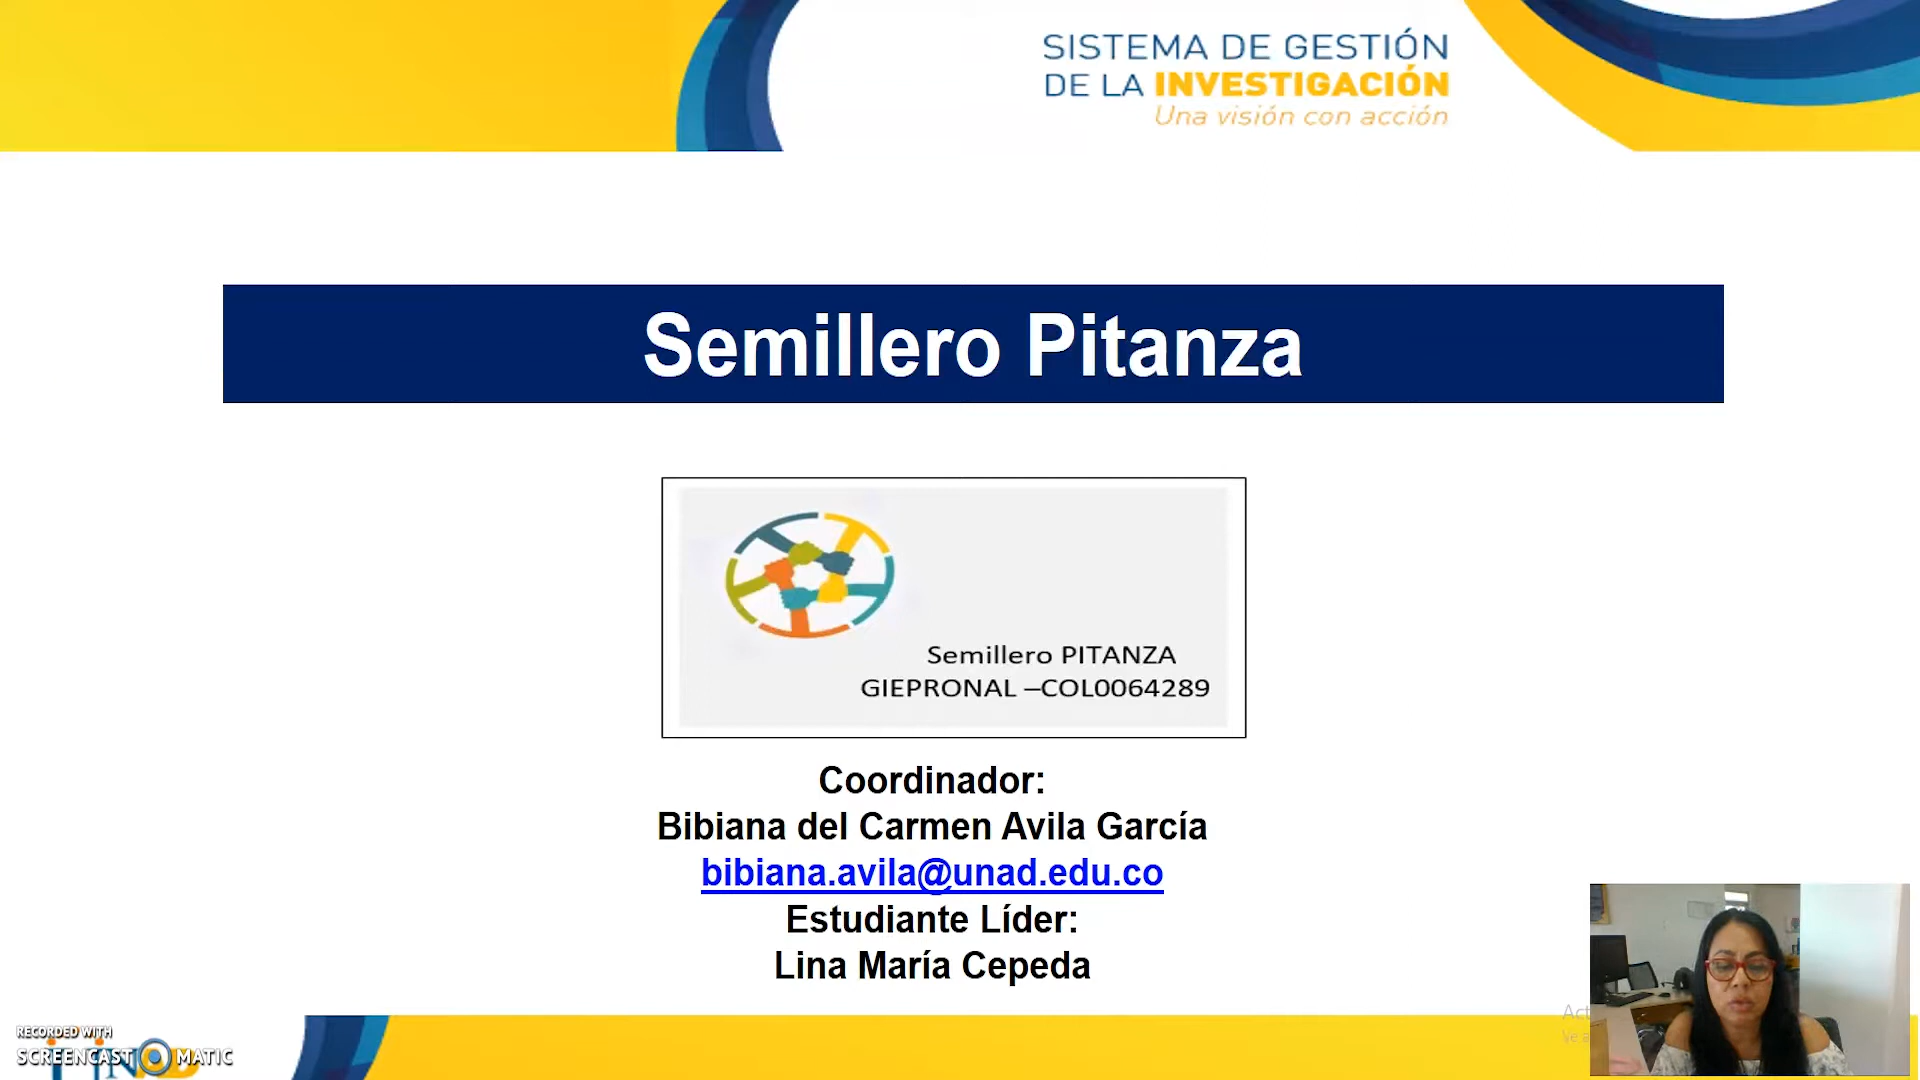 SISTEMA DE GESTIÓN
DE LA INVESTIGACIÓN
Una visión con acción
Semillero Pitanza
Semillero PITANZA
GIEPRONAL –COL0064289
Coordinador:
Bibiana del Carmen Avila García
bibiana.avila@unad.edu.co
Estudiante Líder:
Lina María Cepeda
RECORDED WITH
SCREENCAST MATIC